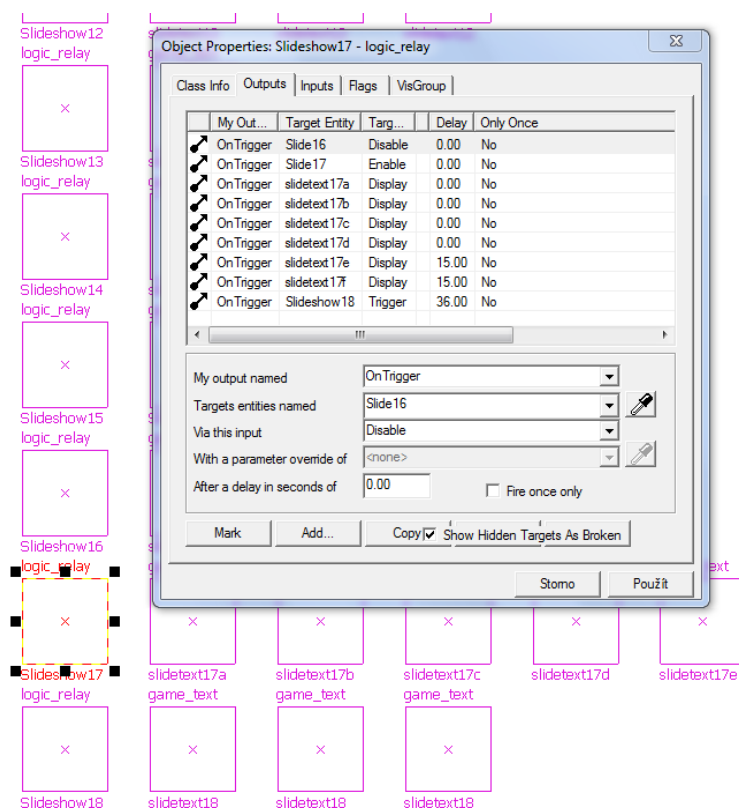 Slideshow12
logic_relay
Object Properties: Slideshow17 - logic_relay
Class Info Outputs Inputs Flags VisGroup
My Out... Target Entity Targ... Delay Only Once
OnTrigger Slide16 Disable 0.00 No
OnTrigger Slide17 Enable 0.00 No
OnTrigger slidetext17a Display 0.00 No
OnTrigger slidetext17b Display 0.00 No
OnTrigger slidetext17c Display 0.00 No
OnTrigger slidetext17d Display 0.00 No
OnTrigger slidetext17e Display 15.00 No
OnTrigger slidetext17f Display 15.00 No
OnTrigger Slideshow18 Trigger 36.00 No
Slideshow13
logic_relay
Slideshow14
logic_relay
My output named OnTrigger
Targets entities named Slide16
Via this input Disable
With a parameter override of <none>
After a delay in seconds of 0.00 Fire once only
Slideshow15
logic_relay
Mark Add... Copy Show Hidden Targets As Broken
Slideshow16
logic_relay
Storno Použít
ext
Slideshow17 slidetext17a slidetext17b slidetext17c slidetext17d slidetext17e
logic_relay game_text game_text game_text
Slideshow18 slidetext18 slidetext18 slidetext18